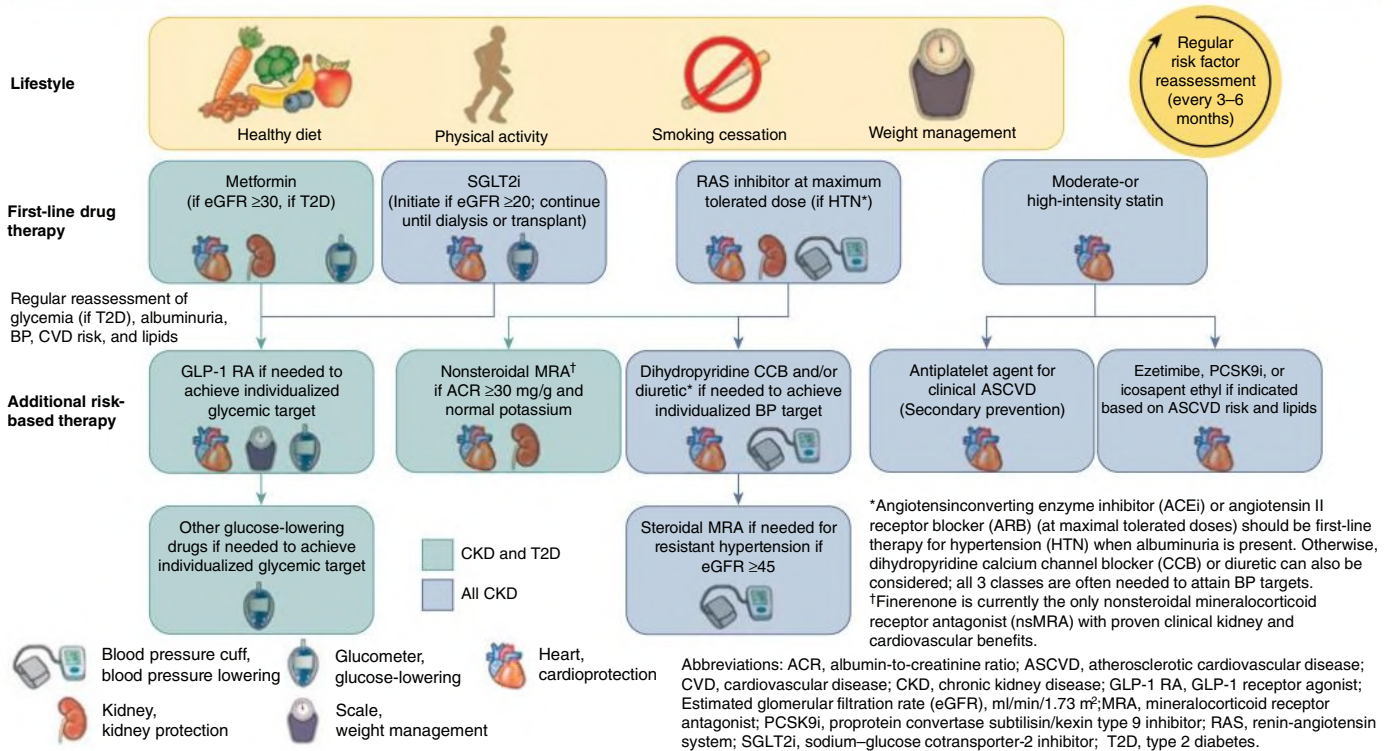 Lifestyle
Healthy diet
Physical activity
Smoking cessation
Weight management
Regular
risk factor
reassessment
(every 3–6
months)
First-line drug
therapy
Metformin
(if eGFR ≥30, if T2D)
SGLT2i
(Initiate if eGFR ≥20; continue
until dialysis or transplant)
RAS inhibitor at maximum
tolerated dose (if HTN*)
Moderate-or
high-intensity statin
Regular reassessment of
glycemia (if T2D), albuminuria,
BP, CVD risk, and lipids
Additional risk-
based therapy
GLP-1 RA if needed to
achieve individualized
glycemic target
Nonsteroidal MRA†
if ACR ≥30 mg/g and
normal potassium
Dihydropyridine CCB and/or
diuretic* if needed to achieve
individualized BP target
Antiplatelet agent for
clinical ASCVD
(Secondary prevention)
Ezetimibe, PCSK9i, or
icosapent ethyl if indicated
based on ASCVD risk and lipids
Other glucose-lowering
drugs if needed to achieve
individualized glycemic target
CKD and T2D
All CKD
Steroidal MRA if needed for
resistant hypertension if
eGFR ≥45
*Angiotensinconverting enzyme inhibitor (ACEi) or angiotensin II
receptor blocker (ARB) (at maximal tolerated doses) should be first-line
therapy for hypertension (HTN) when albuminuria is present. Otherwise,
dihydropyridine calcium channel blocker (CCB) or diuretic can also be
considered; all 3 classes are often needed to attain BP targets.
†Finerenone is currently the only nonsteroidal mineralocorticoid
receptor antagonist (nsMRA) with proven clinical kidney and
cardiovascular benefits.
Blood pressure cuff,
blood pressure lowering
Glucometer,
glucose-lowering
Heart,
cardioprotection
Kidney,
kidney protection
Scale,
weight management
Abbreviations: ACR, albumin-to-creatinine ratio; ASCVD, atherosclerotic cardiovascular disease;
CVD, cardiovascular disease; CKD, chronic kidney disease; GLP-1 RA, GLP-1 receptor agonist;
Estimated glomerular filtration rate (eGFR), ml/min/1.73 m²;MRA, mineralocorticoid receptor
antagonist; PCSK9i, proprotein convertase subtilisin/kexin type 9 inhibitor; RAS, renin-angiotensin
system; SGLT2i, sodium–glucose cotransporter-2 inhibitor; T2D, type 2 diabetes.